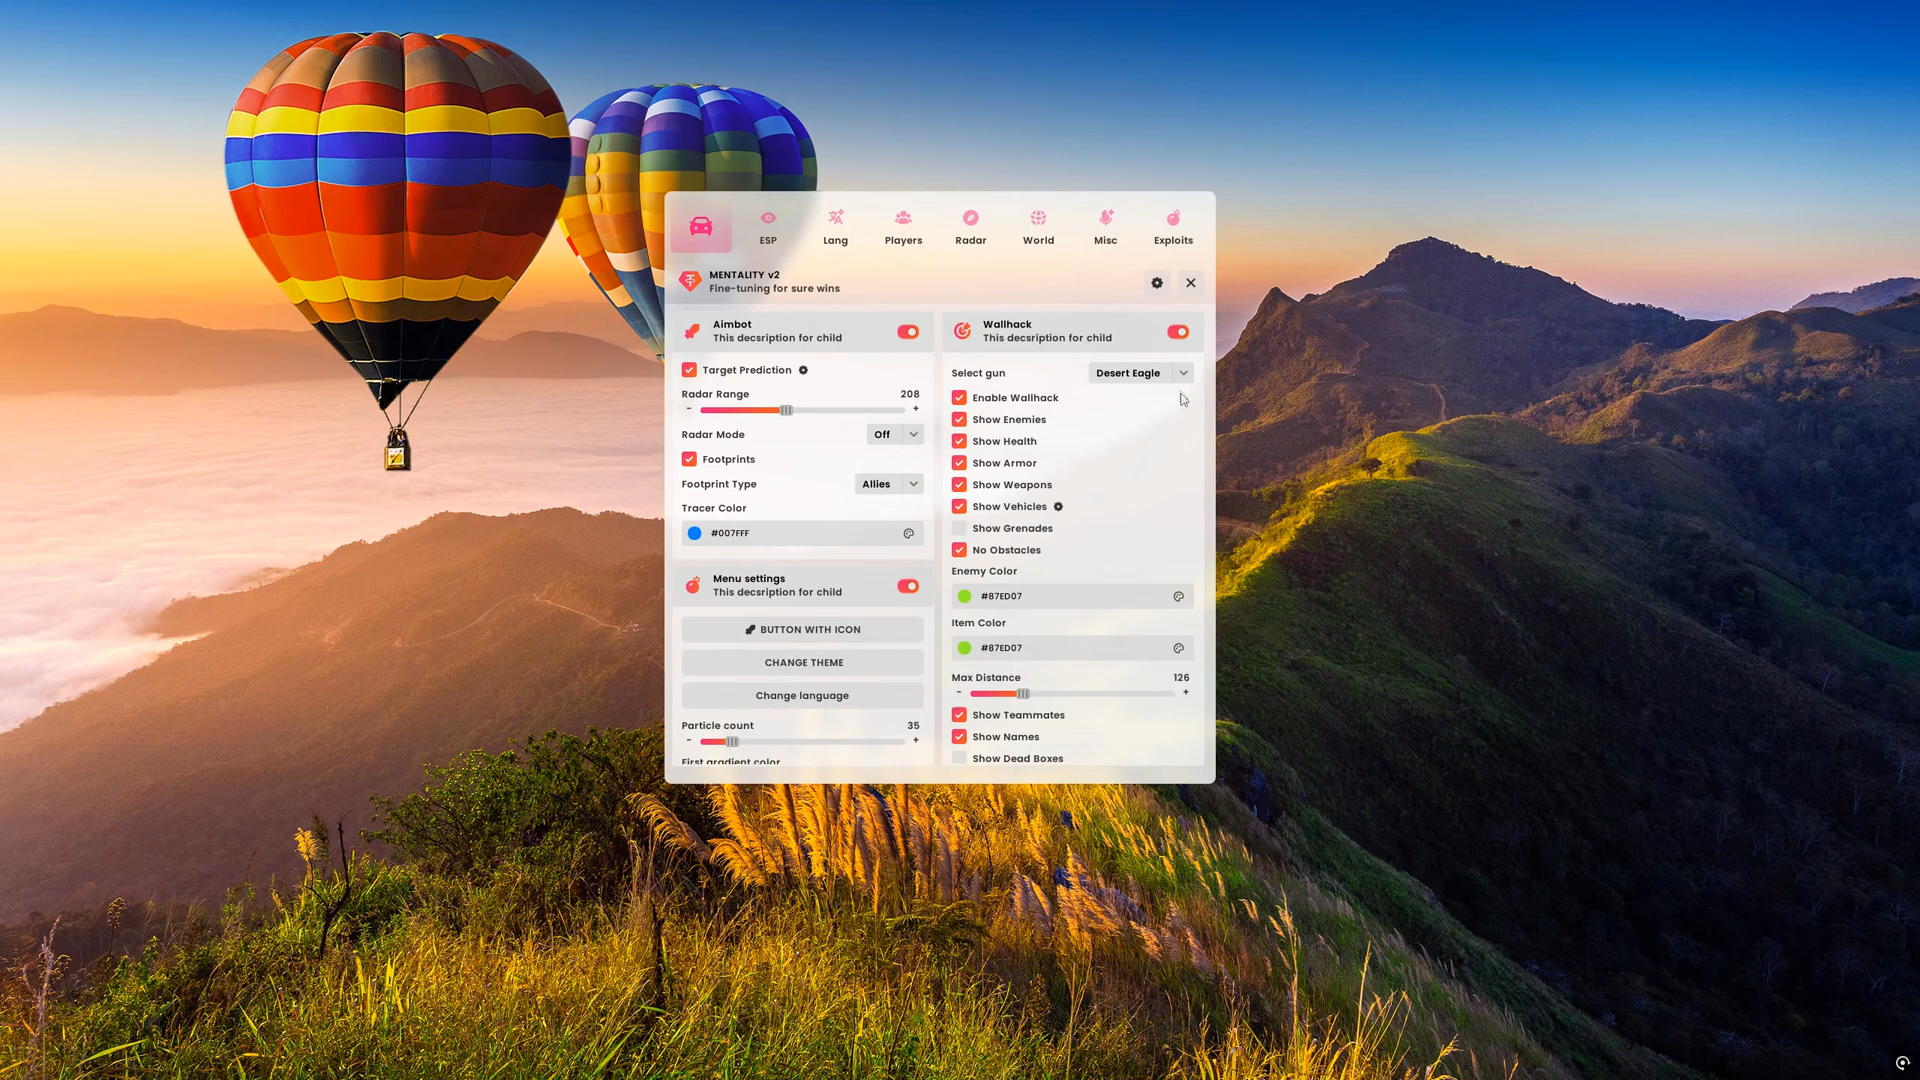 ESP
Lang
Players
Radar
World
Misc
Exploits
MENTALITY v2
Fine-tuning for sure wins
Aimbot
This decsription for child
Target Prediction
Radar Range
208
-
+
Radar Mode
Off
Footprints
Footprint Type
Allies
Tracer Color
#007FFF
Menu settings
This decsription for child
BUTTON WITH ICON
CHANGE THEME
Change language
Particle count
35
-
+
First gradient color
Wallhack
This decsription for child
Select gun
Desert Eagle
Enable Wallhack
Show Enemies
Show Health
Show Armor
Show Weapons
Show Vehicles
Show Grenades
No Obstacles
Enemy Color
#87ED07
Item Color
#87ED07
Max Distance
126
-
+
Show Teammates
Show Names
Show Dead Boxes